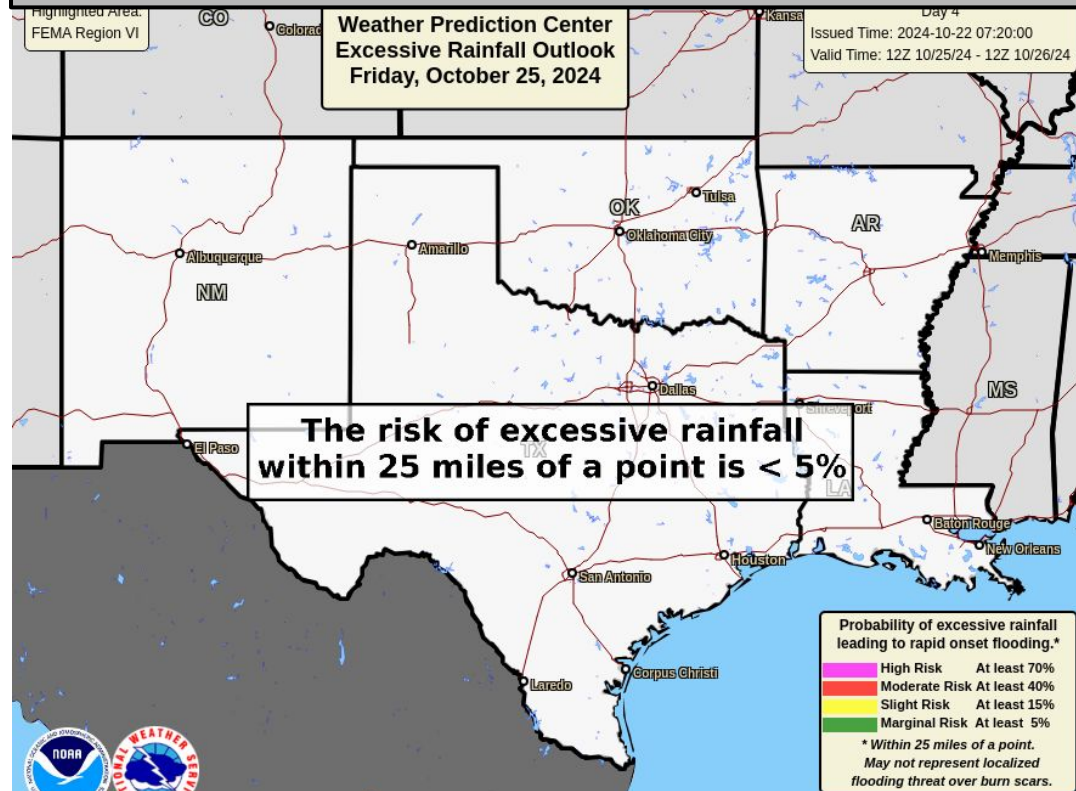 Highlighted Area:
FEMA Region VI
Weather Prediction Center
Excessive Rainfall Outlook
Friday, October 25, 2024
Day 4
Issued Time: 2024-10-22 07:20:00
Valid Time: 12Z 10/25/24 - 12Z 10/26/24
CO
Colorad
Kansa
Tulsa
OK
Oklahoma City
AR
Albuquerque
Amarillo
Memphis
NM
Dallas
MS
Shreveport
The risk of excessive rainfall
within 25 miles of a point is < 5%
El Paso
TX
LA
Baton Rouge
New Orleans
Houston
San Antonio
Corpus Christi
Laredo
Probability of excessive rainfall
leading to rapid onset flooding.*
High Risk At least 70%
Moderate Risk At least 40%
Slight Risk At least 15%
Marginal Risk At least 5%
* Within 25 miles of a point.
May not represent localized
flooding threat over burn scars.
NOAA